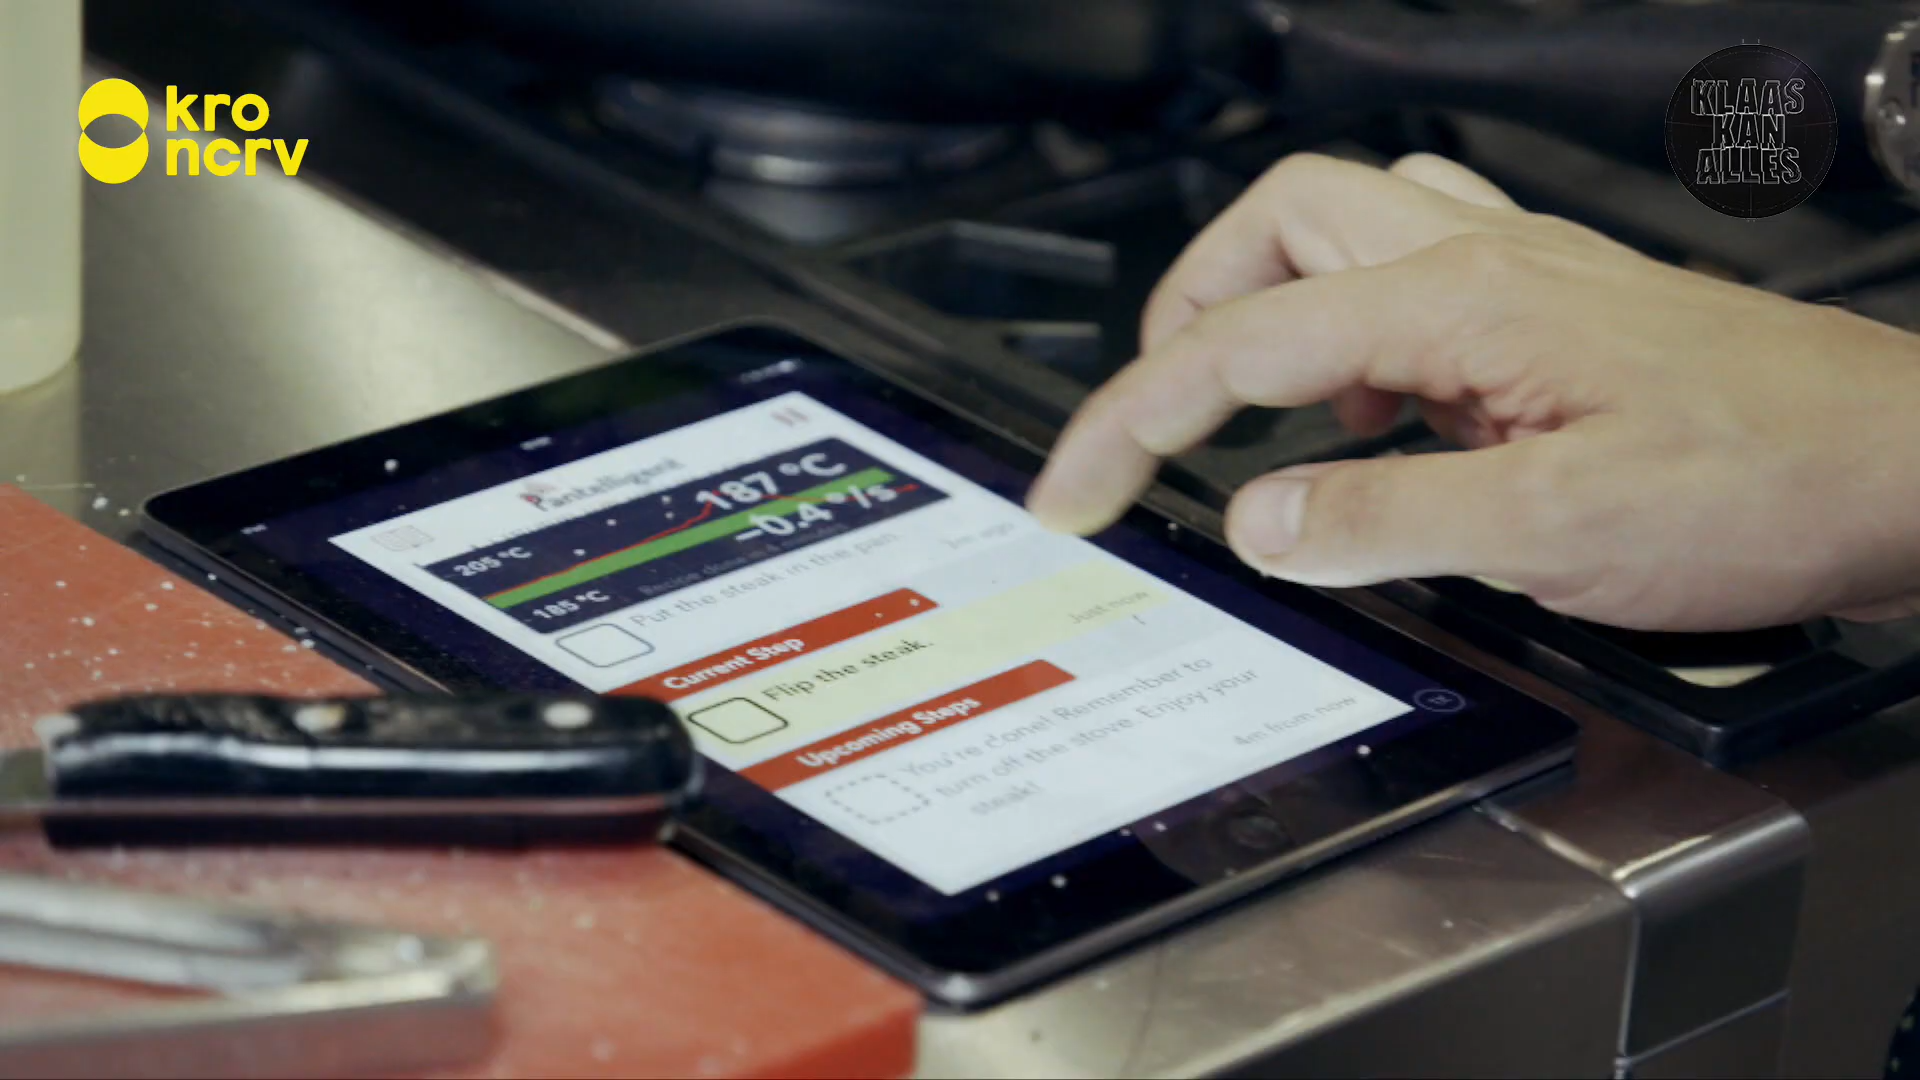 kro
ncrv
KLAAS
KAN
ALLES
Pantelligent
187 °C
-0.4 °/s
205 °C
185 °C
Put the steak in the pan.
Current Step
Flip the steak.
Just now
Upcoming Steps
You're done! Remember to
turn off the stove. Enjoy your
steak!
4m from now